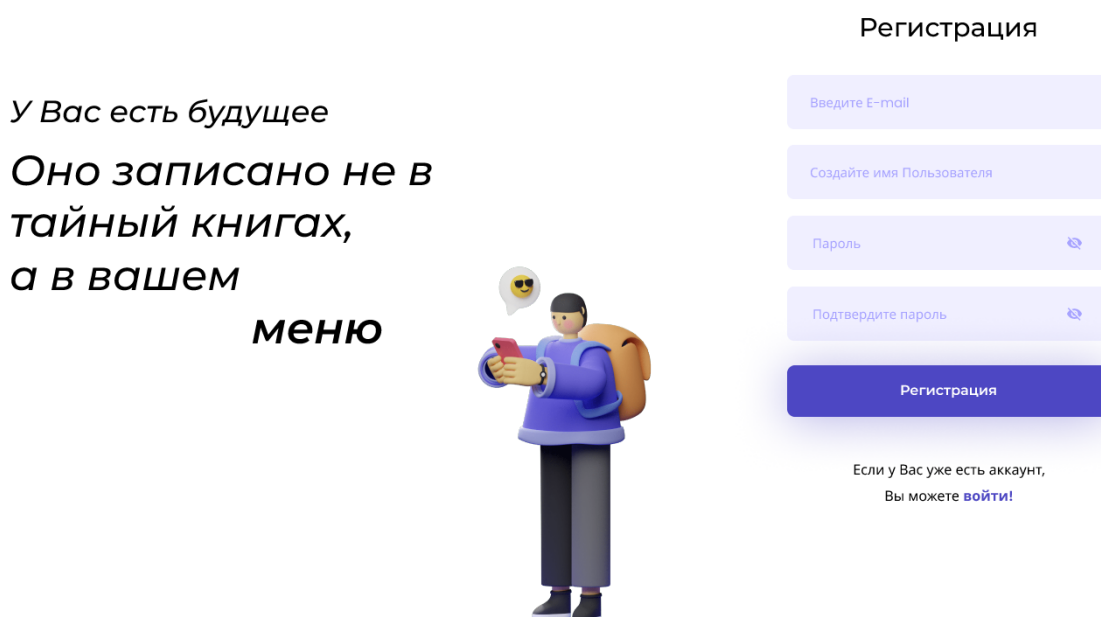 У Вас есть будущее
Оно записано не в
тайный книгах,
а в вашем
меню
Регистрация
Введите E-mail
Создайте имя Пользователя
Пароль
Подтвердите пароль
Регистрация
Если у Вас уже есть аккаунт,
Вы можете войти!